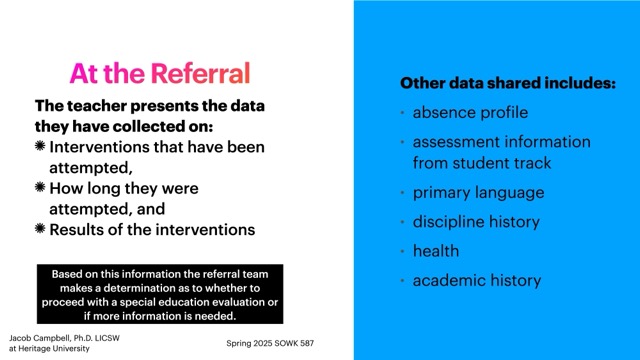 At the Referral
The teacher presents the data
they have collected on:
✺ Interventions that have been
attempted,
✺ How long they were
attempted, and
✺ Results of the interventions
Based on this information the referral team
makes a determination as to whether to
proceed with a special education evaluation or
if more information is needed.
Jacob Campbell, Ph.D. LICSW
at Heritage University
Spring 2025 SOWK 587
Other data shared includes:
• absence profile
• assessment information
from student track
• primary language
• discipline history
• health
• academic history